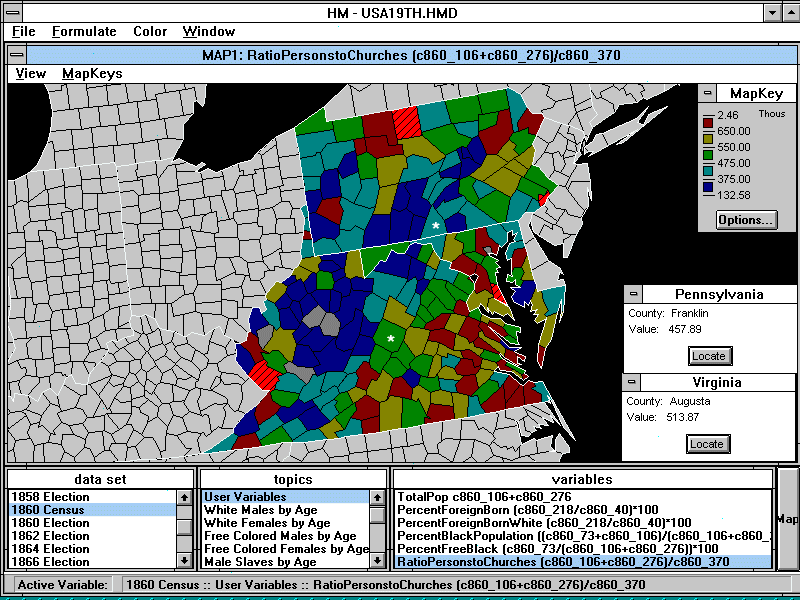 HM - USA19TH.HMD
File Formulate Color Window
MAP1: RatioPersonstoChurches (c860_106+c860_276)/c860_370
View MapKeys
MapKey
2.46 Thous
650.00
550.00
475.00
375.00
132.58
Options...
*
*
Pennsylvania
County: Franklin
Value: 457.89
Locate
Virginia
County: Augusta
Value: 513.87
Locate
data set
1858 Election
1860 Census
1860 Election
1862 Election
1864 Election
1866 Election
topics
User Variables
White Males by Age
White Females by Age
Free Colored Males by Age
Free Colored Females by Age
Male Slaves by Age
variables
TotalPop c860_106+c860_276
PercentForeignBorn (c860_218/c860_40)*100
PercentForeignBornWhite (c860_218/c860_40)*100
PercentBlackPopulation ((c860_73+c860_106)/(c860_106+c860_2
PercentFreeBlack (c860_73/(c860_106+c860_276))*100
RatioPersonstoChurches (c860_106+c860_276)/c860_370
Map
Active Variable: 1860 Census :: User Variables :: RatioPersonstoChurches (c860_106+c860_276)/c860_370